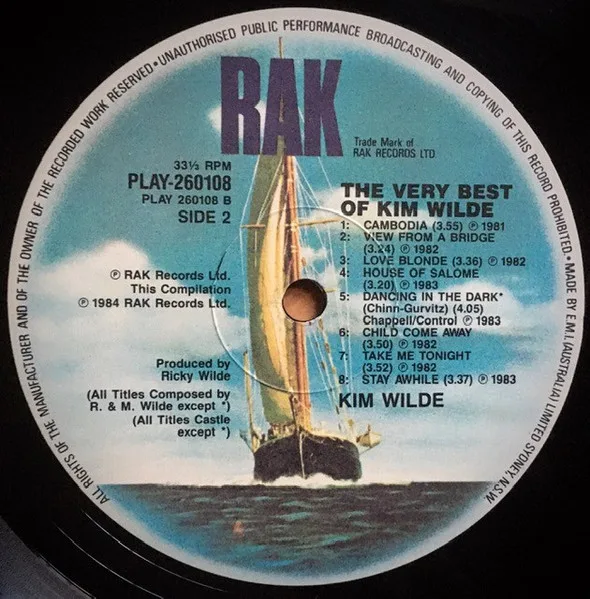 ALL RIGHTS OF THE MANUFACTURER AND OF THE OWNER OF THE RECORDED WORK RESERVED•UNAUTHORISED PUBLIC PERFORMANCE BROADCASTING AND COPYING OF THIS RECORD PROHIBITED.•MADE BY E.M.I. (AUSTRALIA) LIMITED SYDNEY, N.S.W.
RAK
Trade Mark of
RAK RECORDS LTD
33⅓ RPM
PLAY-260108
PLAY 260108 B
SIDE 2
THE VERY BEST
OF KIM WILDE
1: CAMBODIA (3.55) ℗ 1981
2: VIEW FROM A BRIDGE
(3.24) ℗ 1982
3: LOVE BLONDE (3.36) ℗ 1982
4: HOUSE OF SALOME
(3.20) ℗ 1983
5: DANCING IN THE DARK*
(Chinn-Gurvitz) (4.05)
Chappell/Control ℗ 1983
6: CHILD COME AWAY
(3.50) ℗ 1982
7: TAKE ME TONIGHT
(3.52) ℗ 1982
8: STAY AWHILE (3.37) ℗ 1983
KIM WILDE
℗ RAK Records Ltd.
This Compilation
℗ 1984 RAK Records Ltd.
Produced by
Ricky Wilde
(All Titles Composed by
R. & M. Wilde except *)
(All Titles Castle
except *)